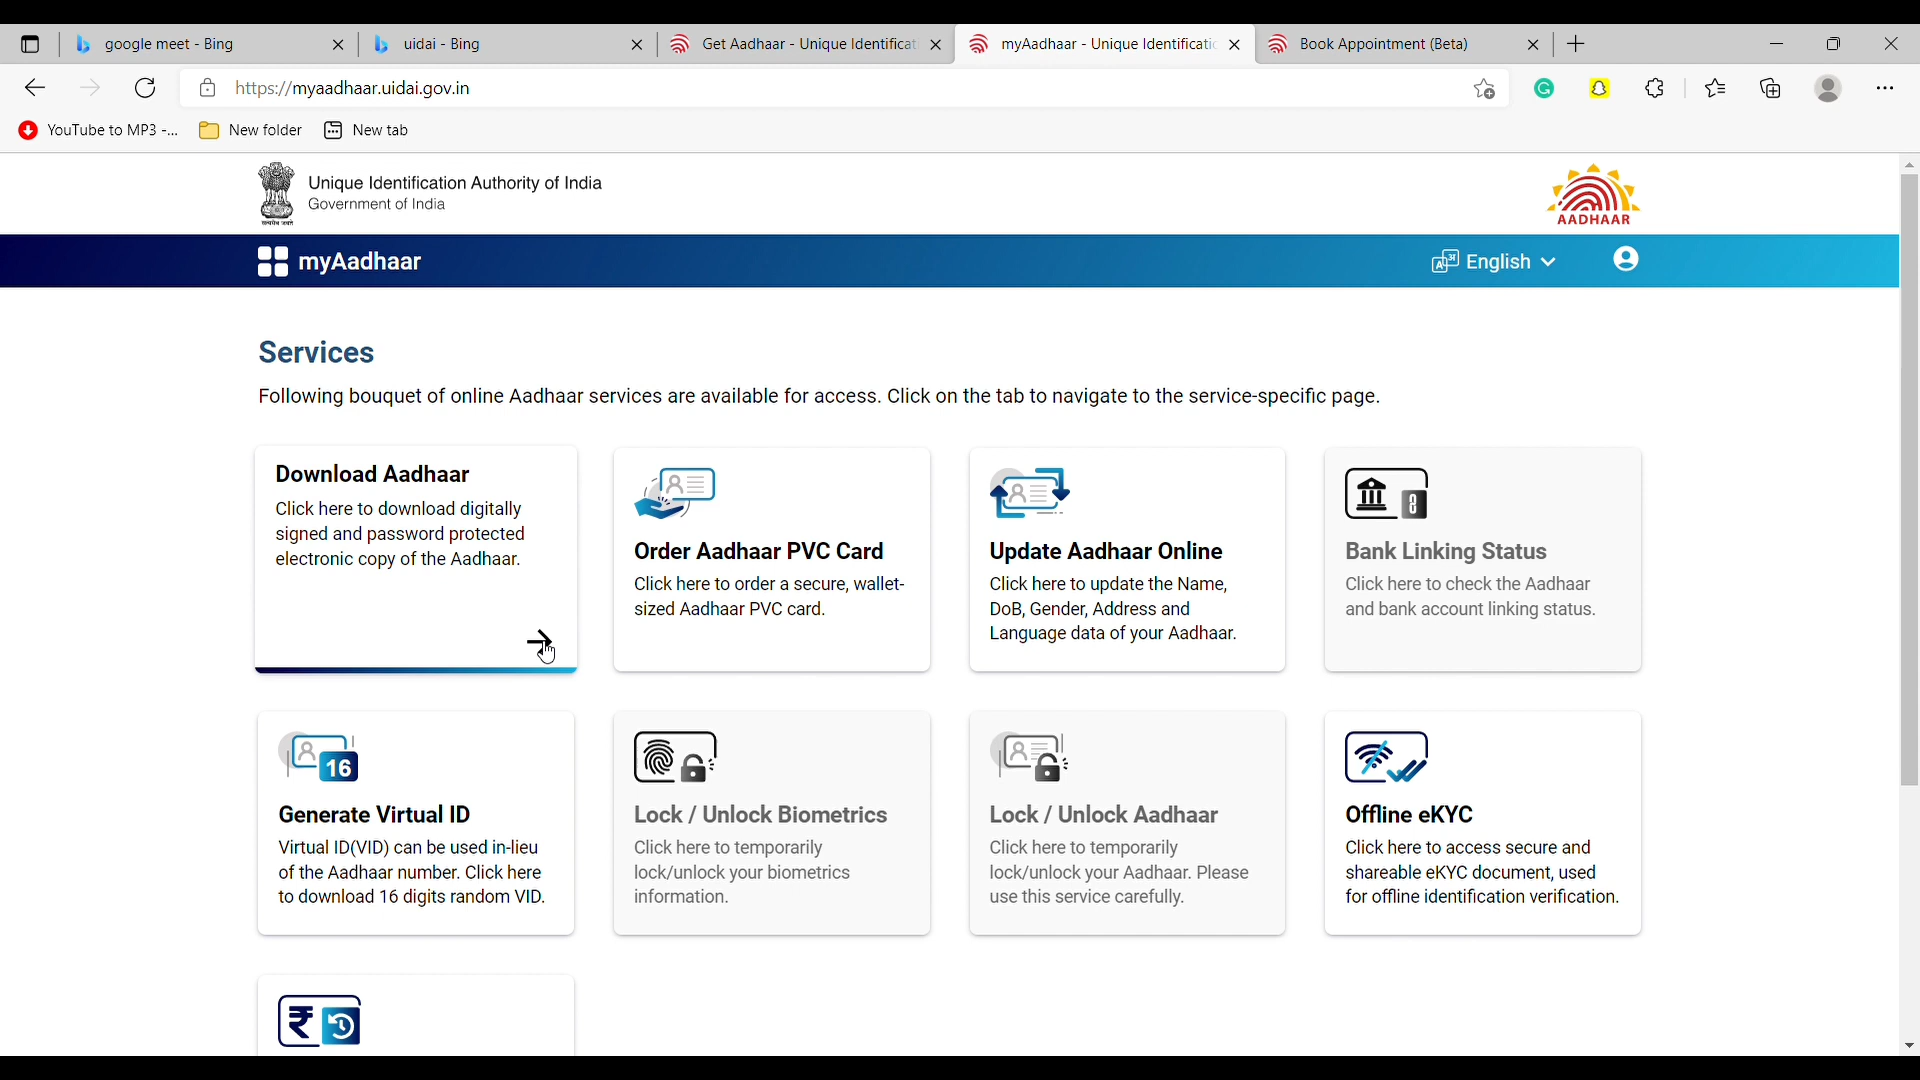 google meet - Bing
uidai - Bing
Get Aadhaar - Unique Identificat
myAadhaar - Unique Identificatic
Book Appointment (Beta)
https://myaadhaar.uidai.gov.in
YouTube to MP3 -...
New folder
New tab
Unique Identification Authority of India
Government of India
AADHAAR
myAadhaar
English
Services
Following bouquet of online Aadhaar services are available for access. Click on the tab to navigate to the service-specific page.
Download Aadhaar
Click here to download digitally
signed and password protected
electronic copy of the Aadhaar.
Order Aadhaar PVC Card
Click here to order a secure, wallet-
sized Aadhaar PVC card.
Update Aadhaar Online
Click here to update the Name,
DoB, Gender, Address and
Language data of your Aadhaar.
Bank Linking Status
Click here to check the Aadhaar
and bank account linking status.
16
Generate Virtual ID
Virtual ID(VID) can be used in-lieu
of the Aadhaar number. Click here
to download 16 digits random VID.
Lock / Unlock Biometrics
Click here to temporarily
lock/unlock your biometrics
information.
Lock / Unlock Aadhaar
Click here to temporarily
lock/unlock your Aadhaar. Please
use this service carefully.
Offline eKYC
Click here to access secure and
shareable eKYC document, used
for offline identification verification.
₹